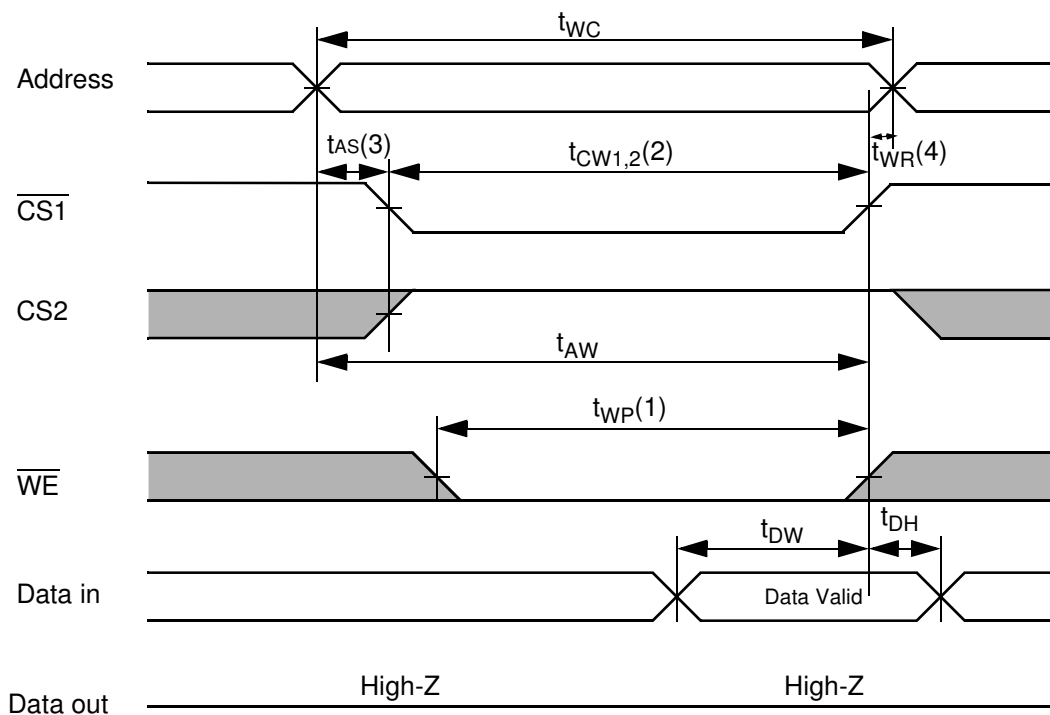 tWC
Address
tAS(3)
tCW1,2(2)
tWR(4)
CS1
CS2
tAW
tWP(1)
WE
tDW
tDH
Data in
Data Valid
High-Z
High-Z
Data out